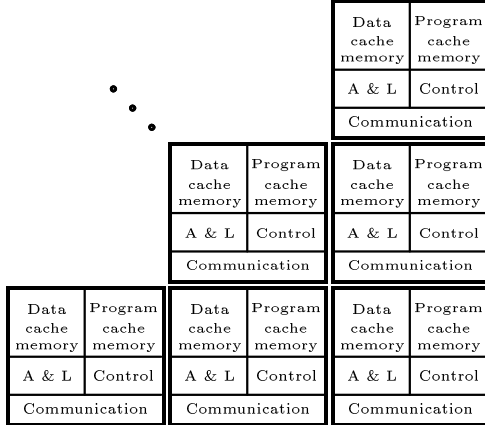 Data Program
cache cache
memory memory
A & L Control
Communication
Data Program Data Program
cache cache cache cache
memory memory memory memory
A & L Control A & L Control
Communication Communication
Data Program Data Program Data Program
cache cache cache cache cache cache
memory memory memory memory memory memory
A & L Control A & L Control A & L Control
Communication Communication Communication